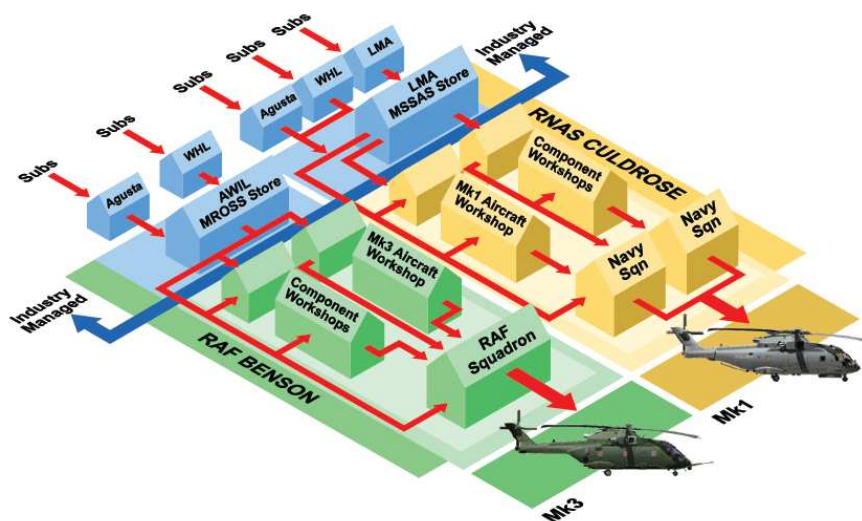 Subs
Subs
Subs
Subs
Subs
LMA
WHL
Agusta
WHL
Agusta
LMA
MSSAS Store
AWIL
MROSS Store
Industry
Managed
Industry
Managed
RNAS CULDROSE
Component
Workshops
Mk1 Aircraft
Workshop
Navy
Sqn
Navy
Sqn
Mk3 Aircraft
Workshop
Component
Workshops
RAF
Squadron
RAF BENSON
Mk1
Mk3